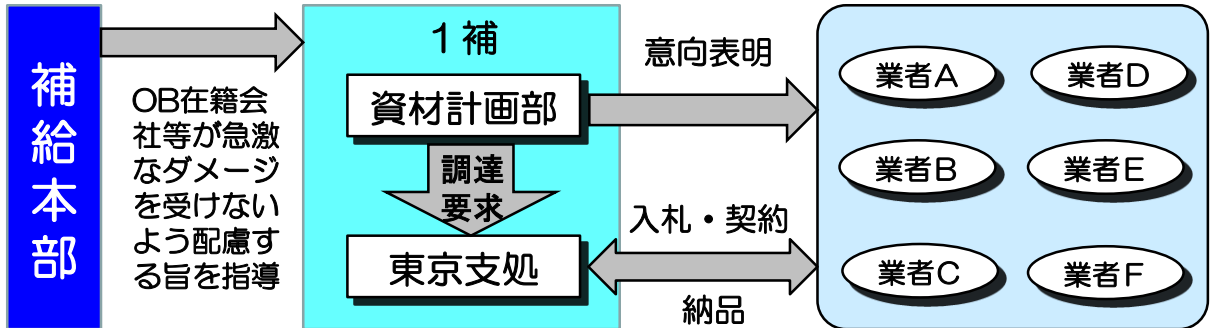 補給本部
OB在籍会
社等が急激
なダメージ
を受けない
よう配慮す
る旨を指導
1補
資材計画部
調達
要求
東京支処
意向表明
入札・契約
納品
業者A
業者D
業者B
業者E
業者C
業者F